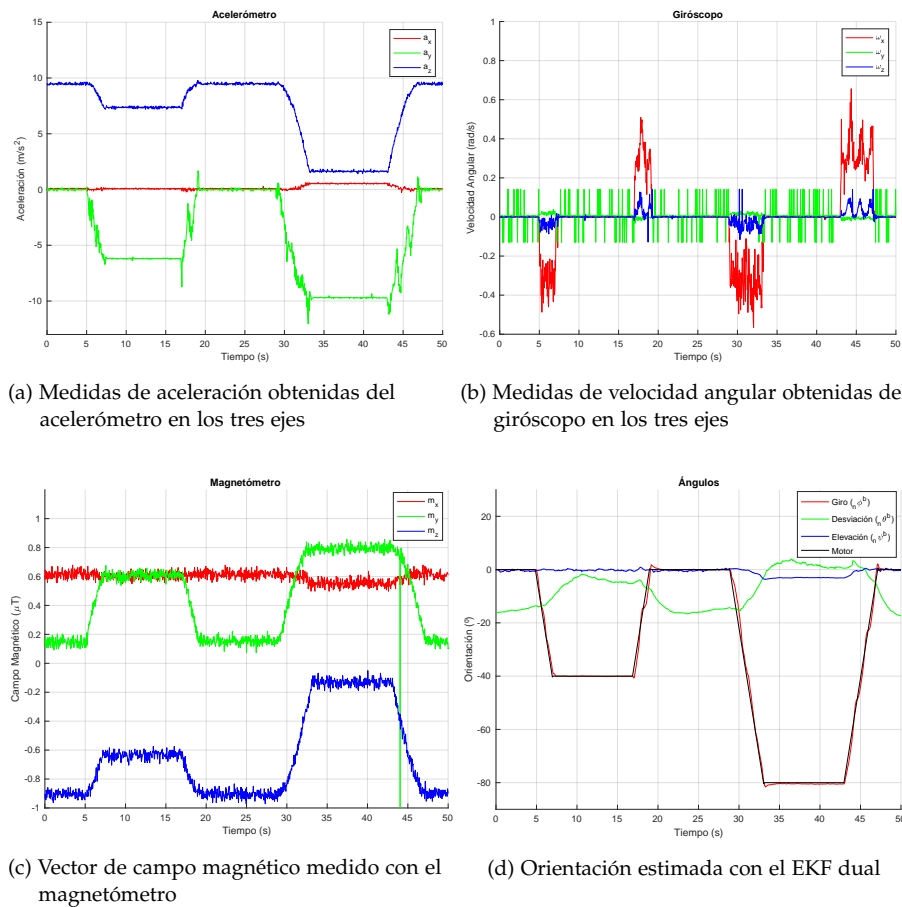 Acelerómetro
15
10
5
0
-5
-10
Aceleración (m/s²)
0 5 10 15 20 25 30 35 40 45 50
Tiempo (s)
a_x
a_y
a_z
Giróscopo
1
0.8
0.6
0.4
0.2
0
-0.2
-0.4
-0.6
Velocidad Angular (rad/s)
0 10 20 30 40 50
Tiempo (s)
ω_x
ω_y
ω_z
(a) Medidas de aceleración obtenidas del
acelerómetro en los tres ejes
(b) Medidas de velocidad angular obtenidas de
giróscopo en los tres ejes
Magnetómetro
1
0.8
0.6
0.4
0.2
0
-0.2
-0.4
-0.6
-0.8
-1
Campo Magnético (μT)
0 5 10 15 20 25 30 35 40 45 50
Tiempo (s)
m_x
m_y
m_z
Ángulos
20
0
-20
-40
-60
-80
Orientación (º)
0 5 10 15 20 25 30 35 40 45 50
Tiempo (s)
Giro (ₙϕᵇ)
Desviación (ₙθᵇ)
Elevación (ₙψᵇ)
Motor
(c) Vector de campo magnético medido con el
magnetómetro
(d) Orientación estimada con el EKF dual